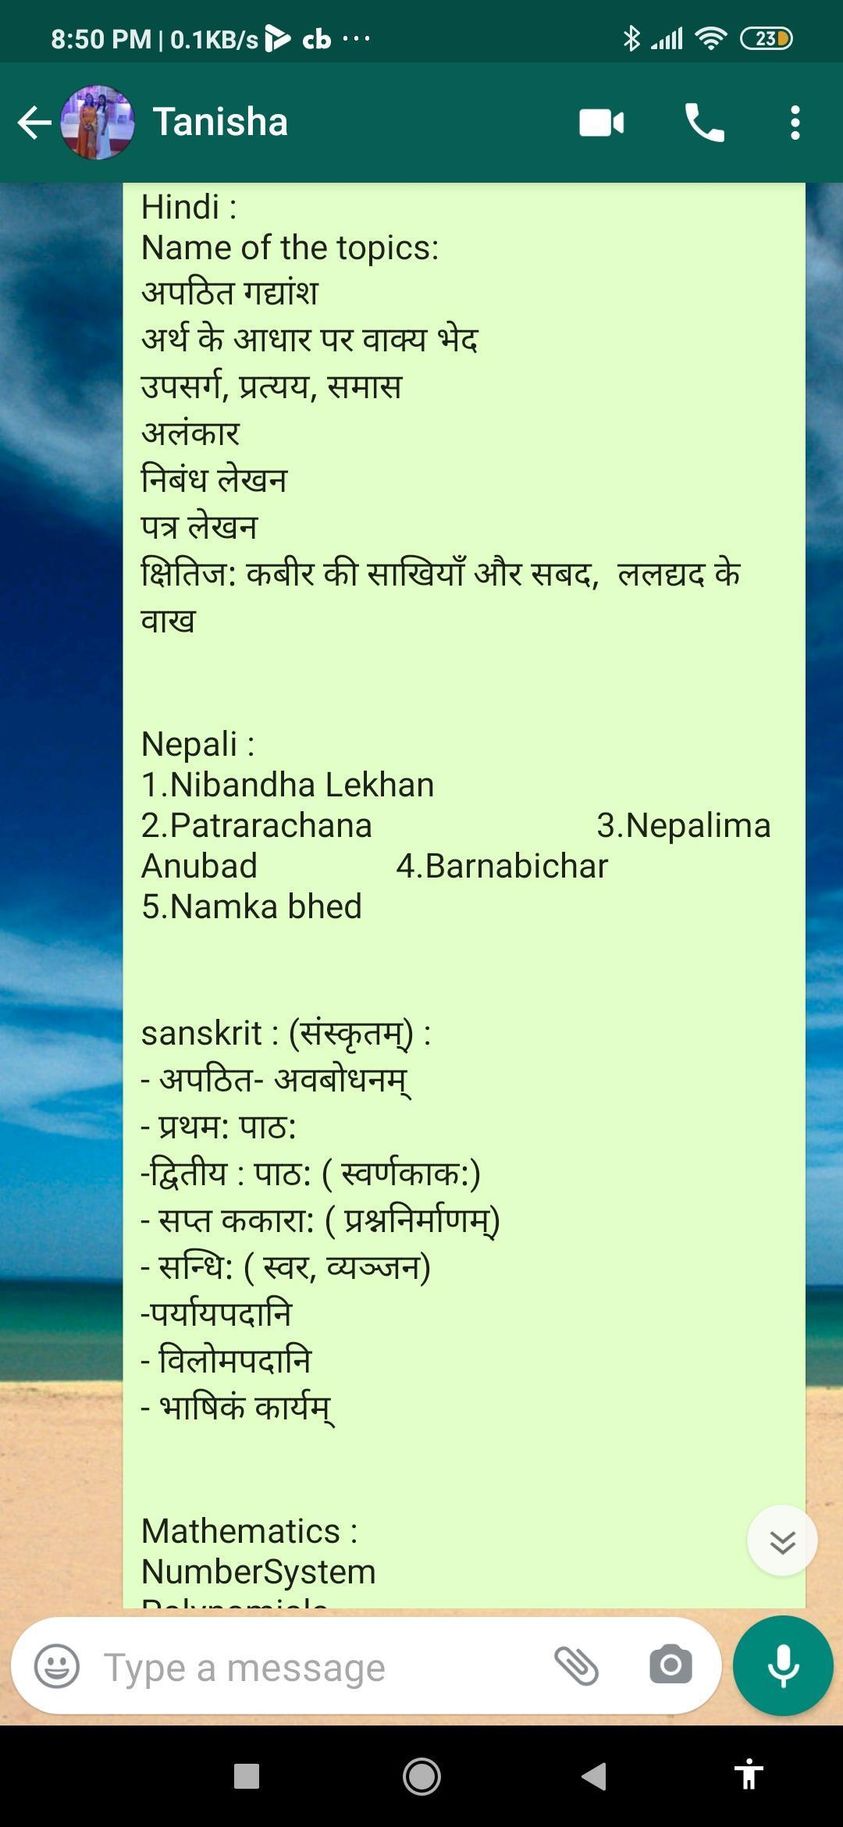 8:50 PM | 0.1KB/s cb ...
23
Tanisha
Hindi :
Name of the topics:
अपठित गद्यांश
अर्थ के आधार पर वाक्य भेद
उपसर्ग, प्रत्यय, समास
अलंकार
निबंध लेखन
पत्र लेखन
क्षितिज: कबीर की साखियाँ और सबद, ललद्यद के
वाख
Nepali :
1.Nibandha Lekhan
2.Patrarachana 3.Nepalima
Anubad 4.Barnabichar
5.Namka bhed
sanskrit : (संस्कृतम्) :
- अपठित- अवबोधनम्
- प्रथम: पाठ:
-द्वितीय : पाठ: ( स्वर्णकाक:)
- सप्त ककारा: ( प्रश्ननिर्माणम्)
- सन्धि: ( स्वर, व्यञ्जन)
-पर्यायपदानि
- विलोमपदानि
- भाषिकं कार्यम्
Mathematics :
NumberSystem
Polynomials
Type a message